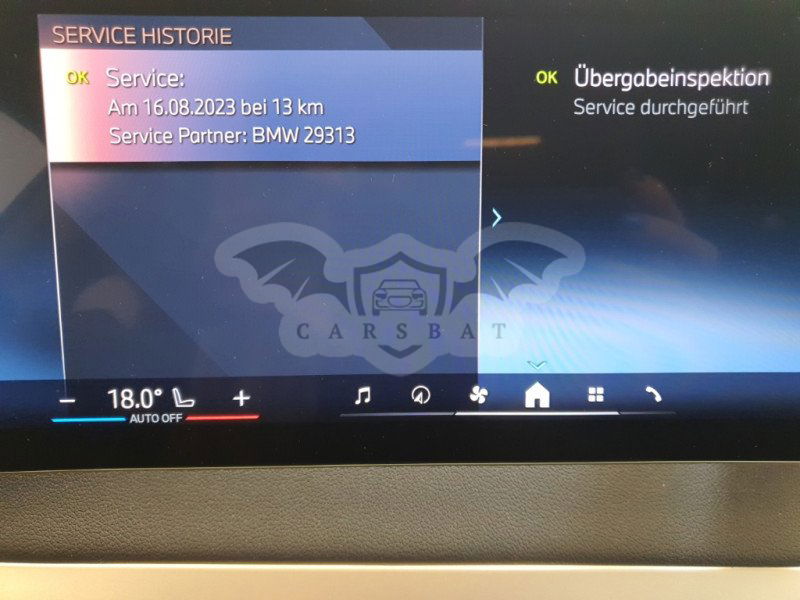 SERVICE HISTORIE
OK Service:
Am 16.08.2023 bei 13 km
Service Partner: BMW 29313
OK Übergabeinspektion
Service durchgeführt
CARSBAT
− 18.0° +
AUTO OFF